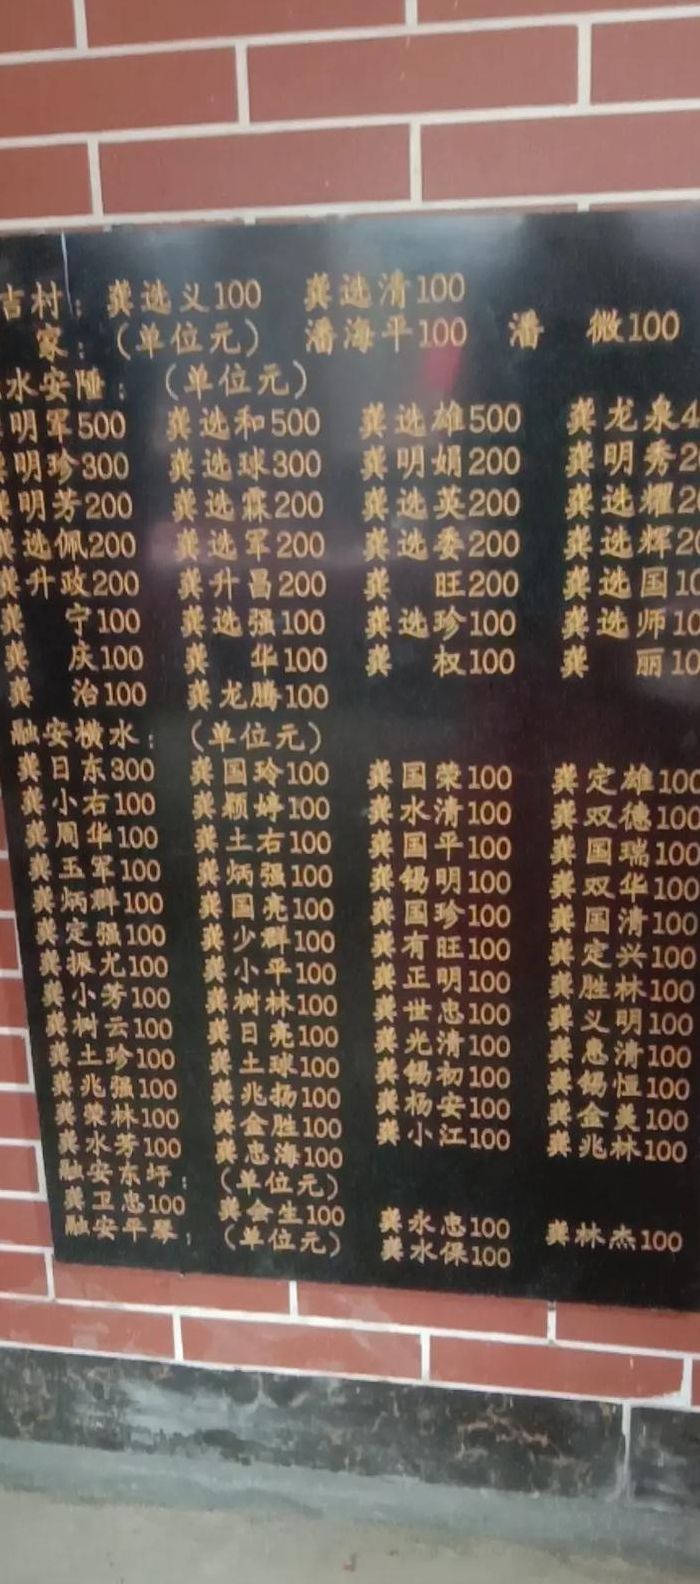 吉村：龚选义100 龚选清100
家：（单位元） 潘海平100 潘 微100
水安陲：（单位元）
明军500 龚选和500 龚选雄500 龚龙泉4
明珍300 龚选球300 龚明娟200 龚明秀2
明芳200 龚选霖200 龚选英200 龚选耀2
龚选佩200 龚选军200 龚选委200 龚选辉20
龚升政200 龚升昌200 龚 旺200 龚选国10
龚 宁100 龚选强100 龚选珍100 龚选师10
龚 庆100 龚 华100 龚 权100 龚 丽10
龚 治100 龚龙腾100
融安横水：（单位元）
龚日东300 龚国玲100 龚国荣100 龚定雄100
龚小右100 龚颖婷100 龚水清100 龚双德100
龚周华100 龚土右100 龚国平100 龚国瑞100
龚玉军100 龚炳强100 龚锡明100 龚双华100
龚炳群100 龚国亮100 龚国珍100 龚国清100
龚定强100 龚少群100 龚有旺100 龚定兴100
龚振尤100 龚小平100 龚正明100 龚胜林100
龚小芳100 龚树林100 龚世忠100 龚义明100
龚树云100 龚日亮100 龚光清100 龚惠清100
龚土珍100 龚土球100 龚锡初100 龚锡恒100
龚兆强100 龚兆扬100 龚杨安100 龚金美100
龚荣林100 龚金胜100 龚小江100 龚兆林100
龚水芳100 龚忠海100
融安东圩：（单位元）
龚卫忠100 龚会生100 龚永忠100 龚林杰100
融安平琴：（单位元） 龚水保100